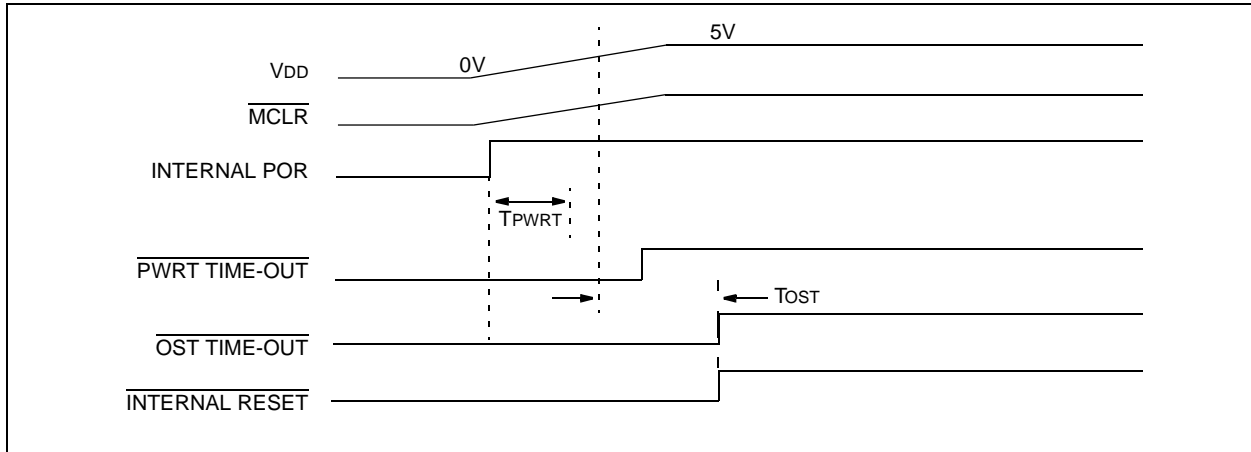 5V
VDD 0V
MCLR
INTERNAL POR
TPWRT
PWRT TIME-OUT
TOST
OST TIME-OUT
INTERNAL RESET